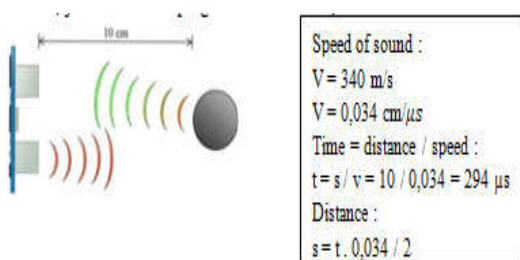 10 cm
Speed of sound :
V = 340 m/s
V = 0,034 cm/µs
Time = distance / speed :
t = s / v = 10 / 0,034 = 294 µs
Distance :
s = t . 0,034 / 2